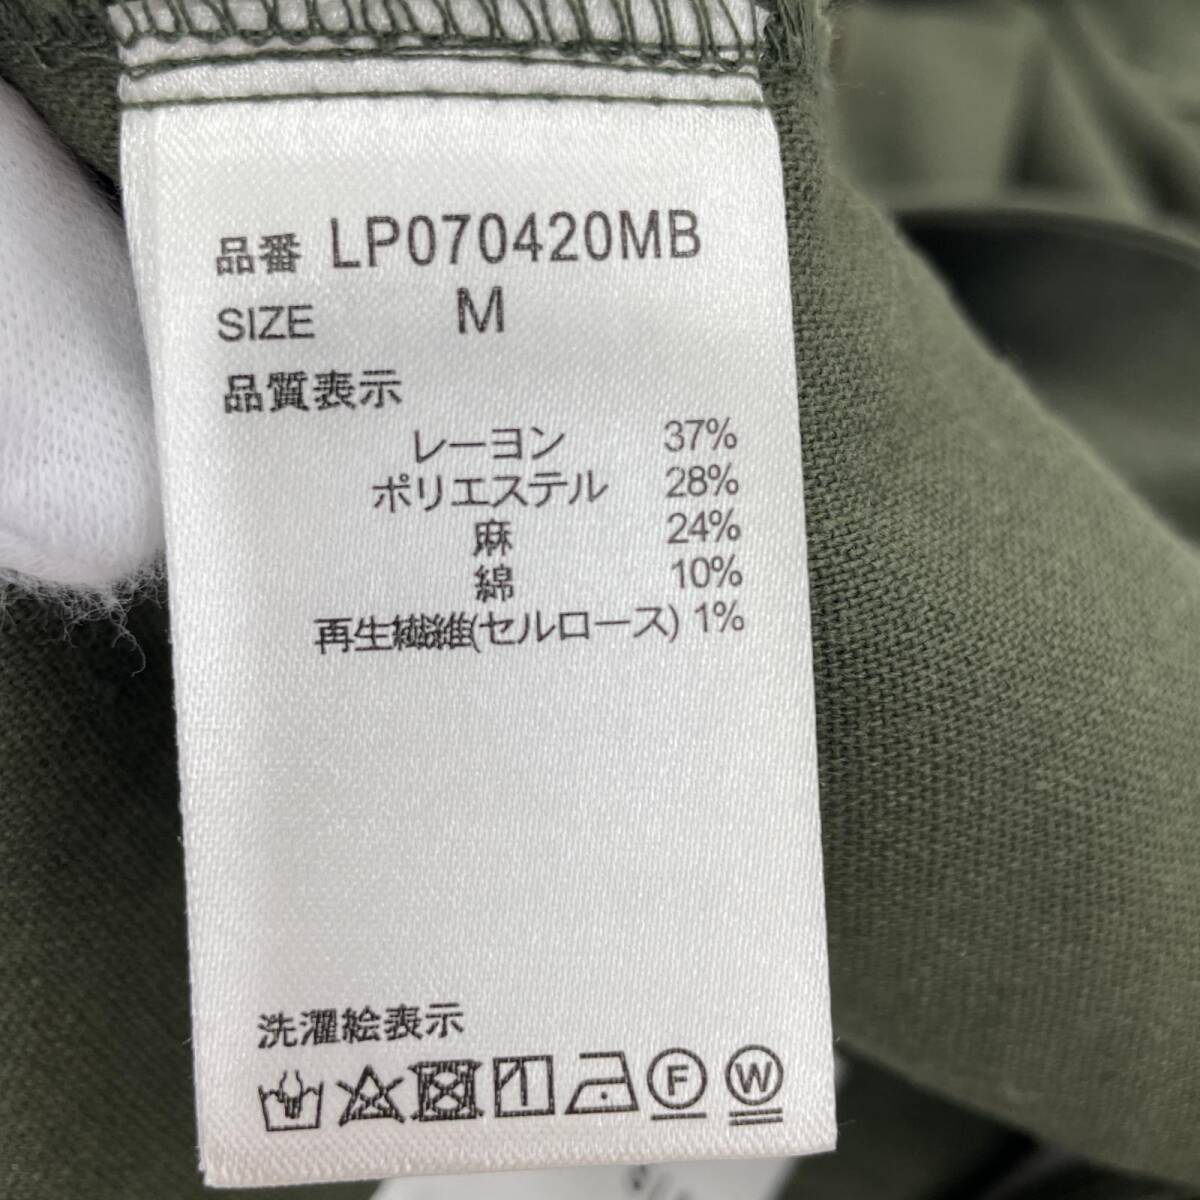 品番 LP070420MB
SIZE M
品質表示
レーヨン 37%
ポリエステル 28%
麻 24%
綿 10%
再生繊維(セルロース) 1%
洗濯絵表示
F W